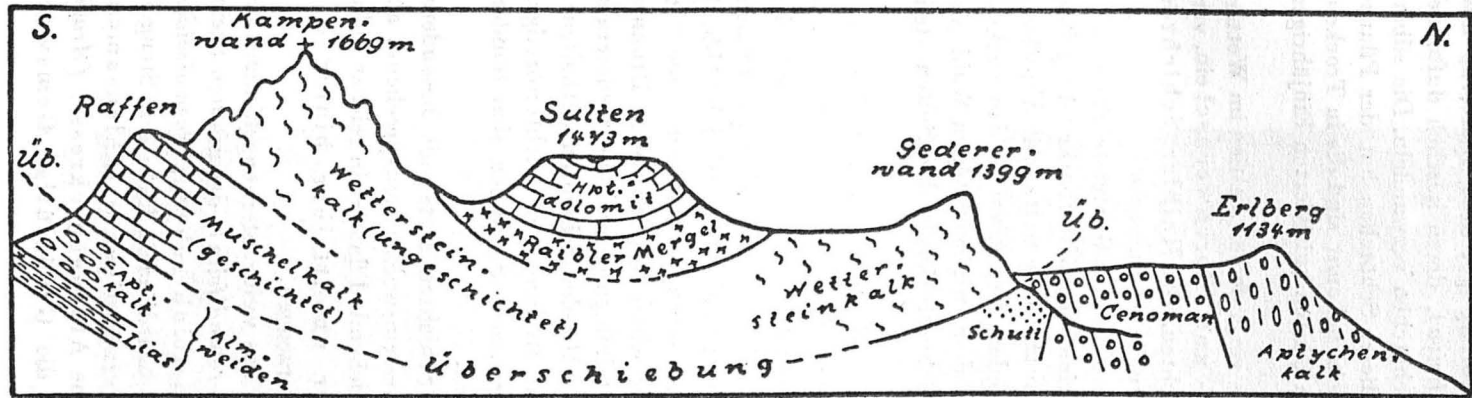 S.
N.
Kampen-
wand 1669m
Raffen
Üb.
Sulten
1473m
Gederer-
wand 1399m
Üb.
Erlberg
1134m
Hpt.-
dolomit
Raibler Mergel
Wetterstein-
kalk (ungeschichtet)
Muschelkalk
(geschichtet)
Apt.-
kalk
Lias
Alm-
weiden
Wetter-
steinkalk
Schutt
Cenoman
Aptychen-
kalk
Überschiebung